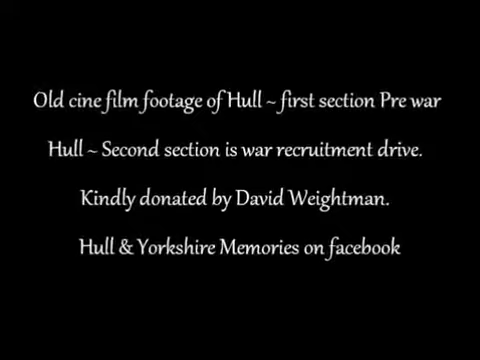 Old cine film footage of Hull ~ first section Pre war
Hull ~ Second section is war recruitment drive.
Kindly donated by David Weightman.
Hull & Yorkshire Memories on facebook